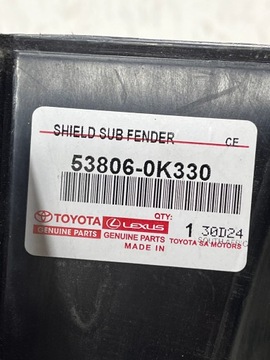 SHIELD SUB FENDER CE
53806-0K330
TOYOTA LEXUS QTY: 1 30D24
GENUINE PARTS GENUINE PARTS TOYOTA SA MOTORS
MADE IN